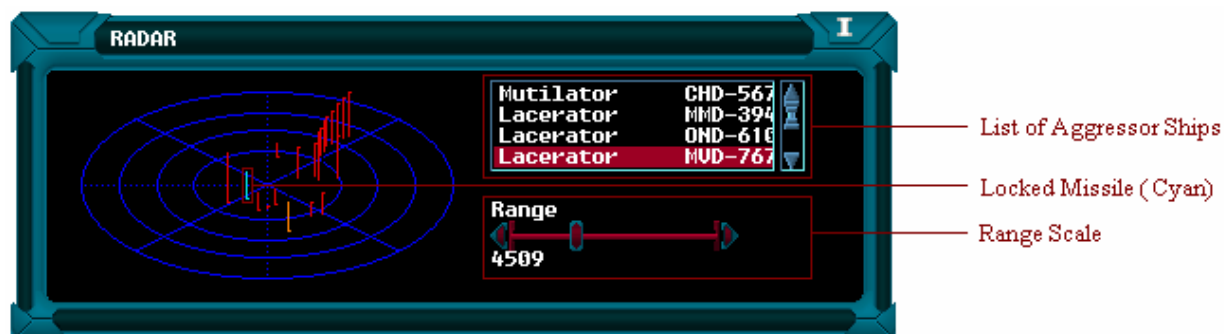 RADAR
I
Mutilator CHD-567
Lacerator MMD-394
Lacerator OND-610
Lacerator MVD-767
Range
4509
List of Aggressor Ships
Locked Missile (Cyan)
Range Scale